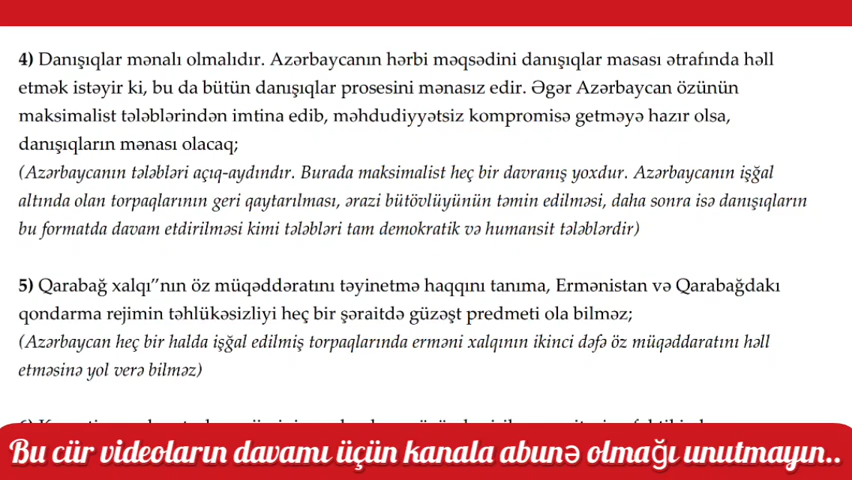 4) Danışıqlar mənalı olmalıdır. Azərbaycanın hərbi məqsədini danışıqlar masası ətrafında həll
etmək istəyir ki, bu da bütün danışıqlar prosesini mənasız edir. Əgər Azərbaycan özünün
maksimalist tələblərindən imtina edib, məhdudiyyətsiz kompromisə getməyə hazır olsa,
danışıqların mənası olacaq;
(Azərbaycanın tələbləri açıq-aydındır. Burada maksimalist heç bir davranış yoxdur. Azərbaycanın işğal
altında olan torpaqlarının geri qaytarılması, ərazi bütövlüyünün təmin edilməsi, daha sonra isə danışıqların
bu formatda davam etdirilməsi kimi tələbləri tam demokratik və humansit tələblərdir)
5) Qarabağ xalqı”nın öz müqəddəratını təyinetmə haqqını tanıma, Ermənistan və Qarabağdakı
qondarma rejimin təhlükəsizliyi heç bir şəraitdə güzəşt predmeti ola bilməz;
(Azərbaycan heç bir halda işğal edilmiş torpaqlarında erməni xalqının ikinci dəfə öz müqəddaratını həll
etməsinə yol verə bilməz)
Bu cür videoların davamı üçün kanala abunə olmağı unutmayın..